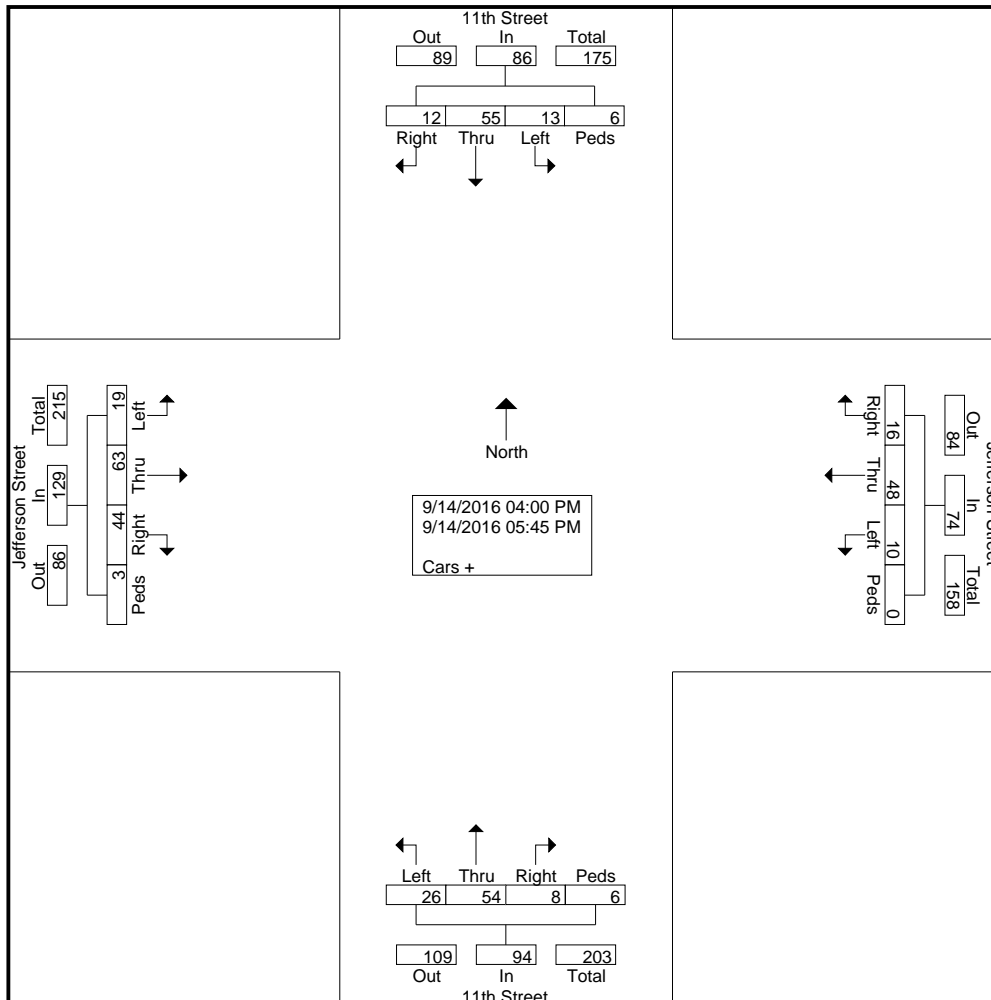 11th Street
Out In Total
89 86 175
12 55 13 6
Right Thru Left Peds
Jefferson Street
Total In Out
215 129 86
19 63 44 3
Left Thru Right Peds
North
9/14/2016 04:00 PM
9/14/2016 05:45 PM
Cars +
Right Thru Left Peds
16 48 10 0
Out In Total
84 74 158
Jefferson Street
Left Thru Right Peds
26 54 8 6
109 94 203
Out In Total
11th Street